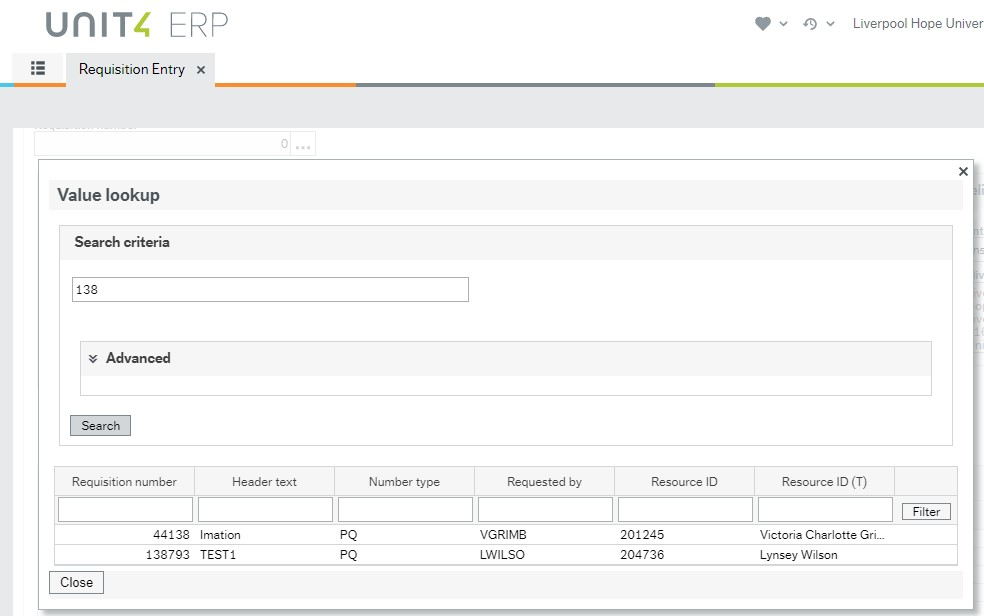 UNIT4 ERP
Liverpool Hope Univer
Requisition Entry ×
Requisition number
0 ...
Value lookup
Search criteria
138
Advanced
Search
Requisition number Header text Number type Requested by Resource ID Resource ID (T)
Filter
44138 Imation PQ VGRIMB 201245 Victoria Charlotte Gri...
138793 TEST1 PQ LWILSO 204736 Lynsey Wilson
Close